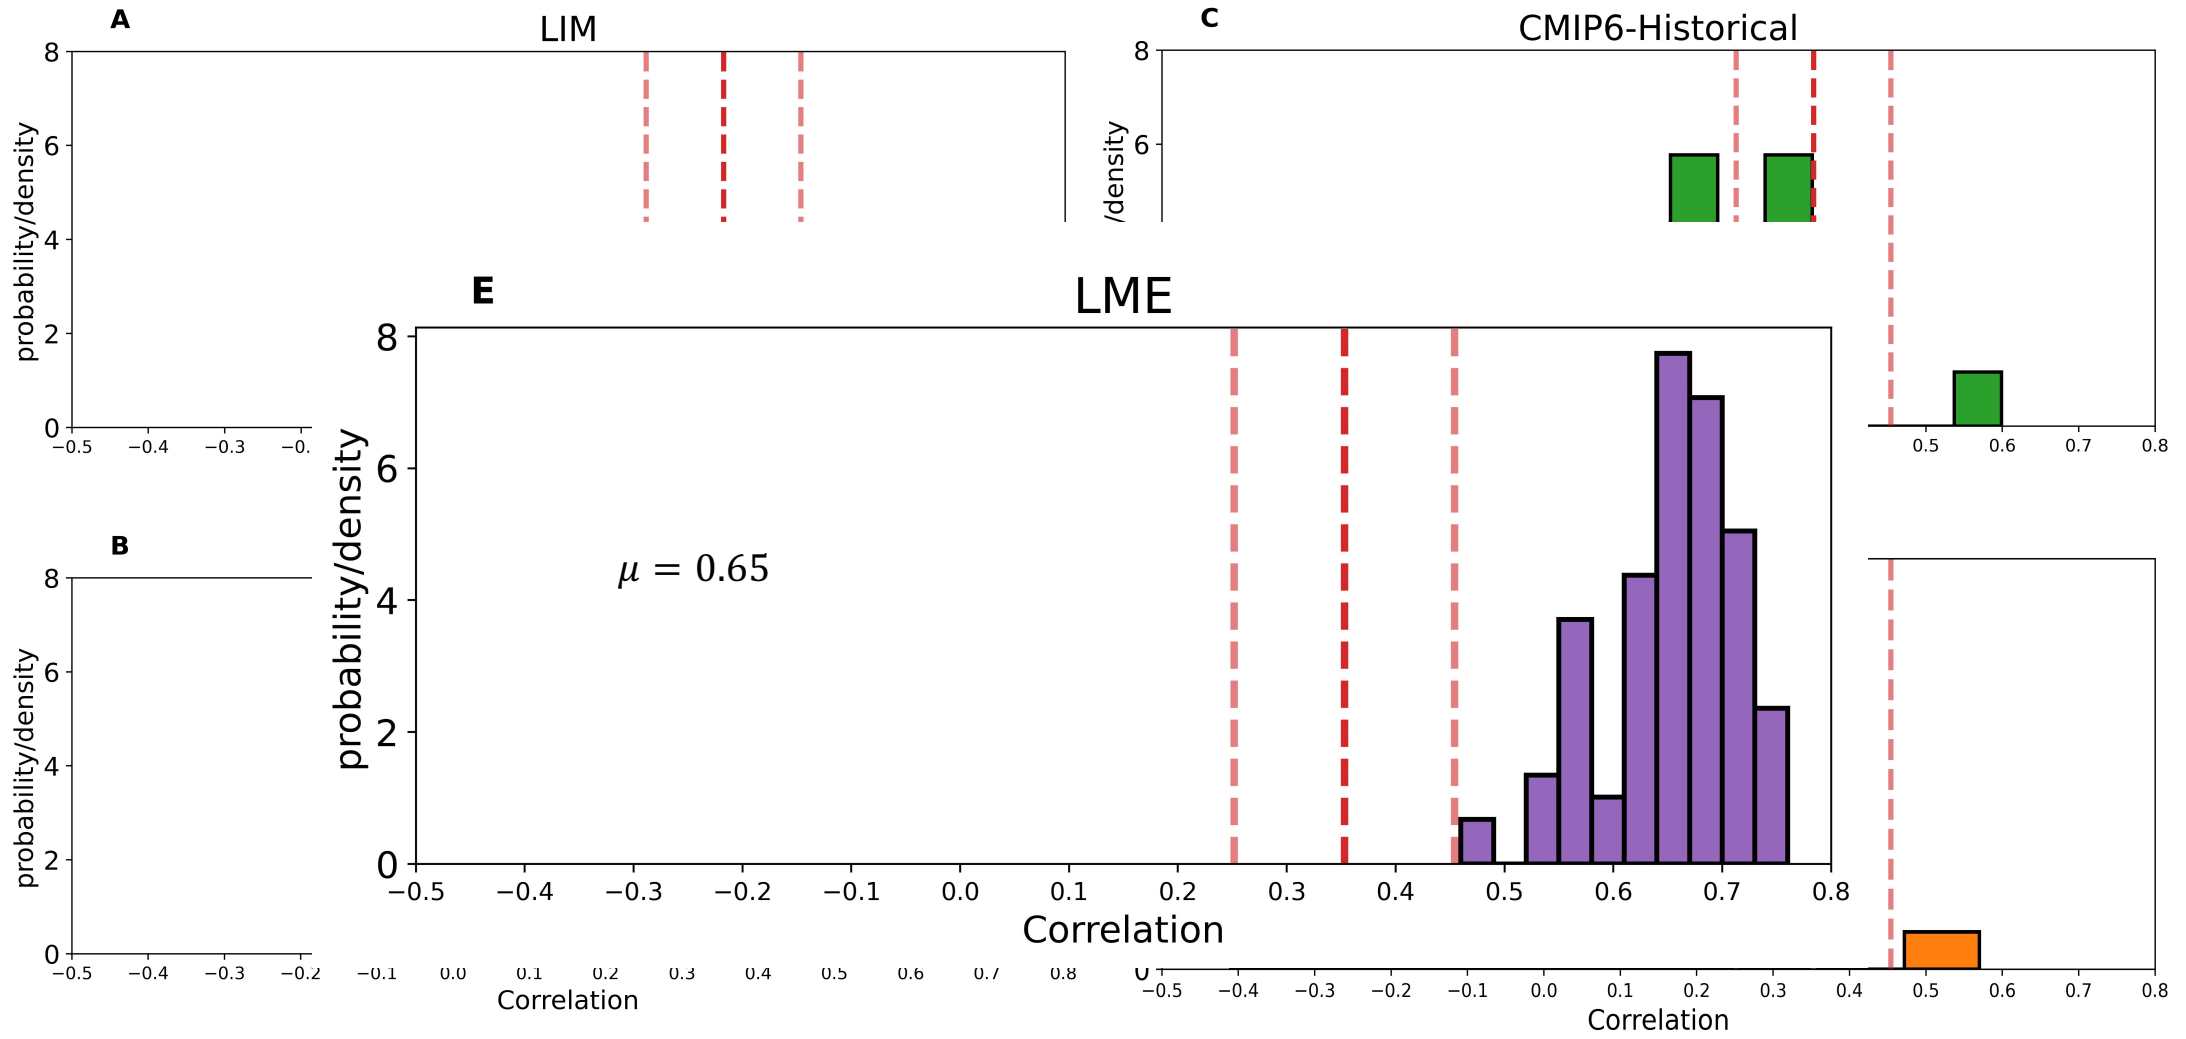 A
LIM
8
6
4
2
0
probability/density
−0.5 −0.4 −0.3 −0.
C
CMIP6-Historical
8
6
/density
0.5 0.6 0.7 0.8
B
8
6
4
2
0
probability/density
−0.5 −0.4 −0.3 −0.2 −0.1 0.0 0.1 0.2 0.3 0.4 0.5 0.6 0.7 0.8
Correlation
E
LME
8
6
4
2
0
probability/density
μ = 0.65
−0.5 −0.4 −0.3 −0.2 −0.1 0.0 0.1 0.2 0.3 0.4 0.5 0.6 0.7 0.8
Correlation
0
−0.5 −0.4 −0.3 −0.2 −0.1 0.0 0.1 0.2 0.3 0.4 0.5 0.6 0.7 0.8
Correlation